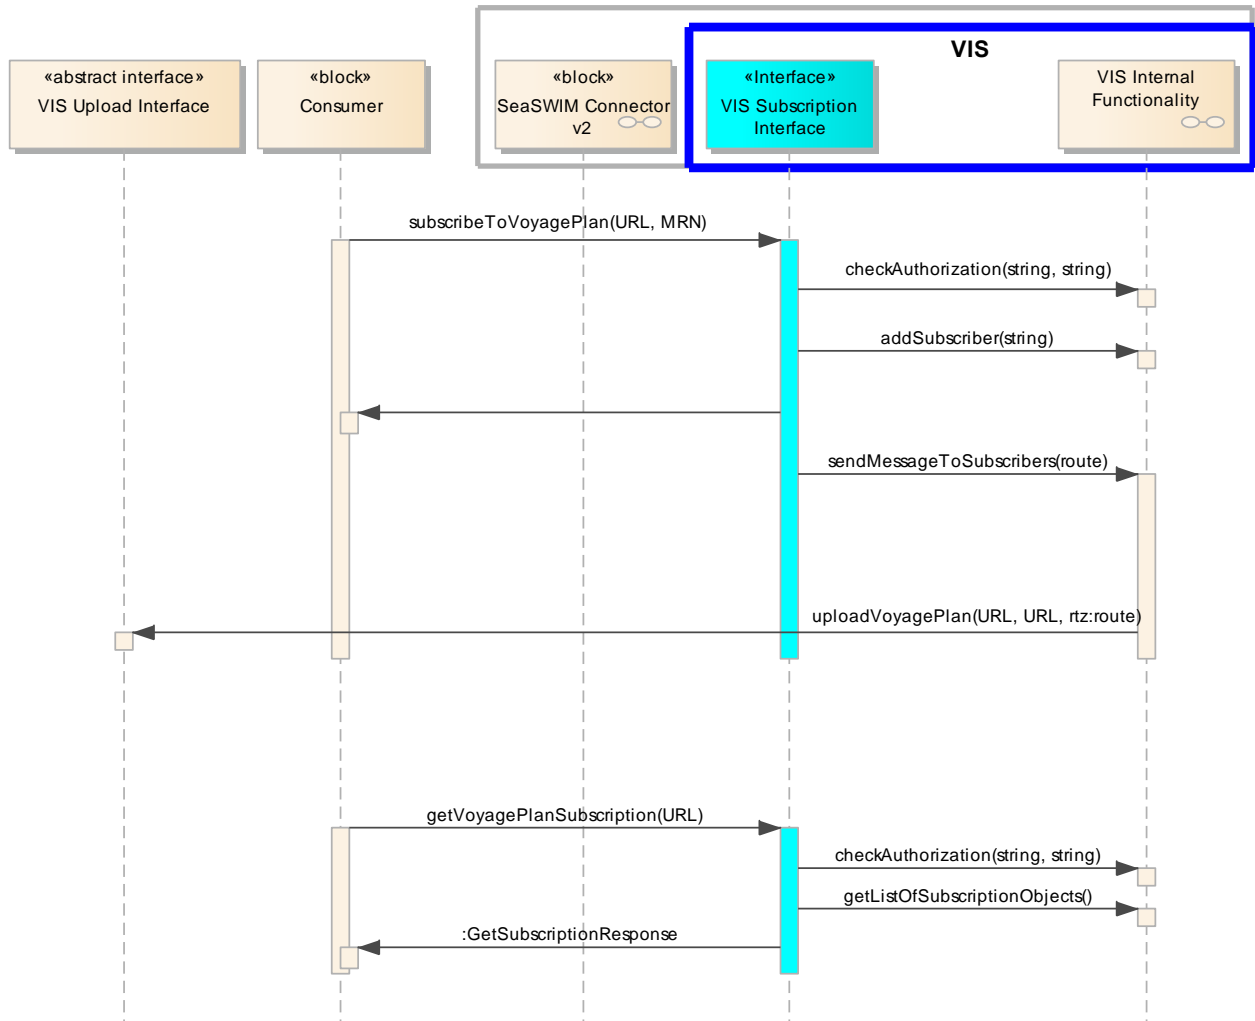 VIS
«abstract interface»
VIS Upload Interface
«block»
Consumer
«block»
SeaSWIM Connector
v2
«Interface»
VIS Subscription
Interface
VIS Internal
Functionality
subscribeToVoyagePlan(URL, MRN)
checkAuthorization(string, string)
addSubscriber(string)
sendMessageToSubscribers(route)
uploadVoyagePlan(URL, URL, rtz:route)
getVoyagePlanSubscription(URL)
checkAuthorization(string, string)
getListOfSubscriptionObjects()
:GetSubscriptionResponse